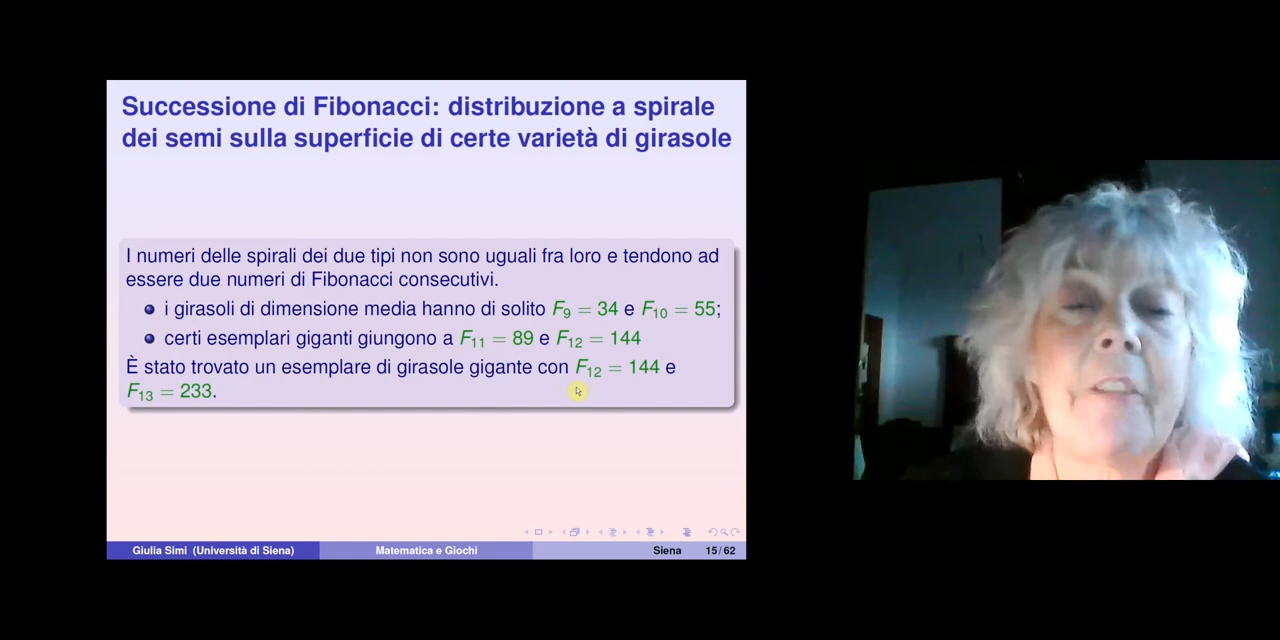 Successione di Fibonacci: distribuzione a spirale
dei semi sulla superficie di certe varietà di girasole
I numeri delle spirali dei due tipi non sono uguali fra loro e tendono ad
essere due numeri di Fibonacci consecutivi.
i girasoli di dimensione media hanno di solito F₉ = 34 e F₁₀ = 55;
certi esemplari giganti giungono a F₁₁ = 89 e F₁₂ = 144
È stato trovato un esemplare di girasole gigante con F₁₂ = 144 e
F₁₃ = 233.
Giulia Simi (Università di Siena) Matematica e Giochi Siena 15/62